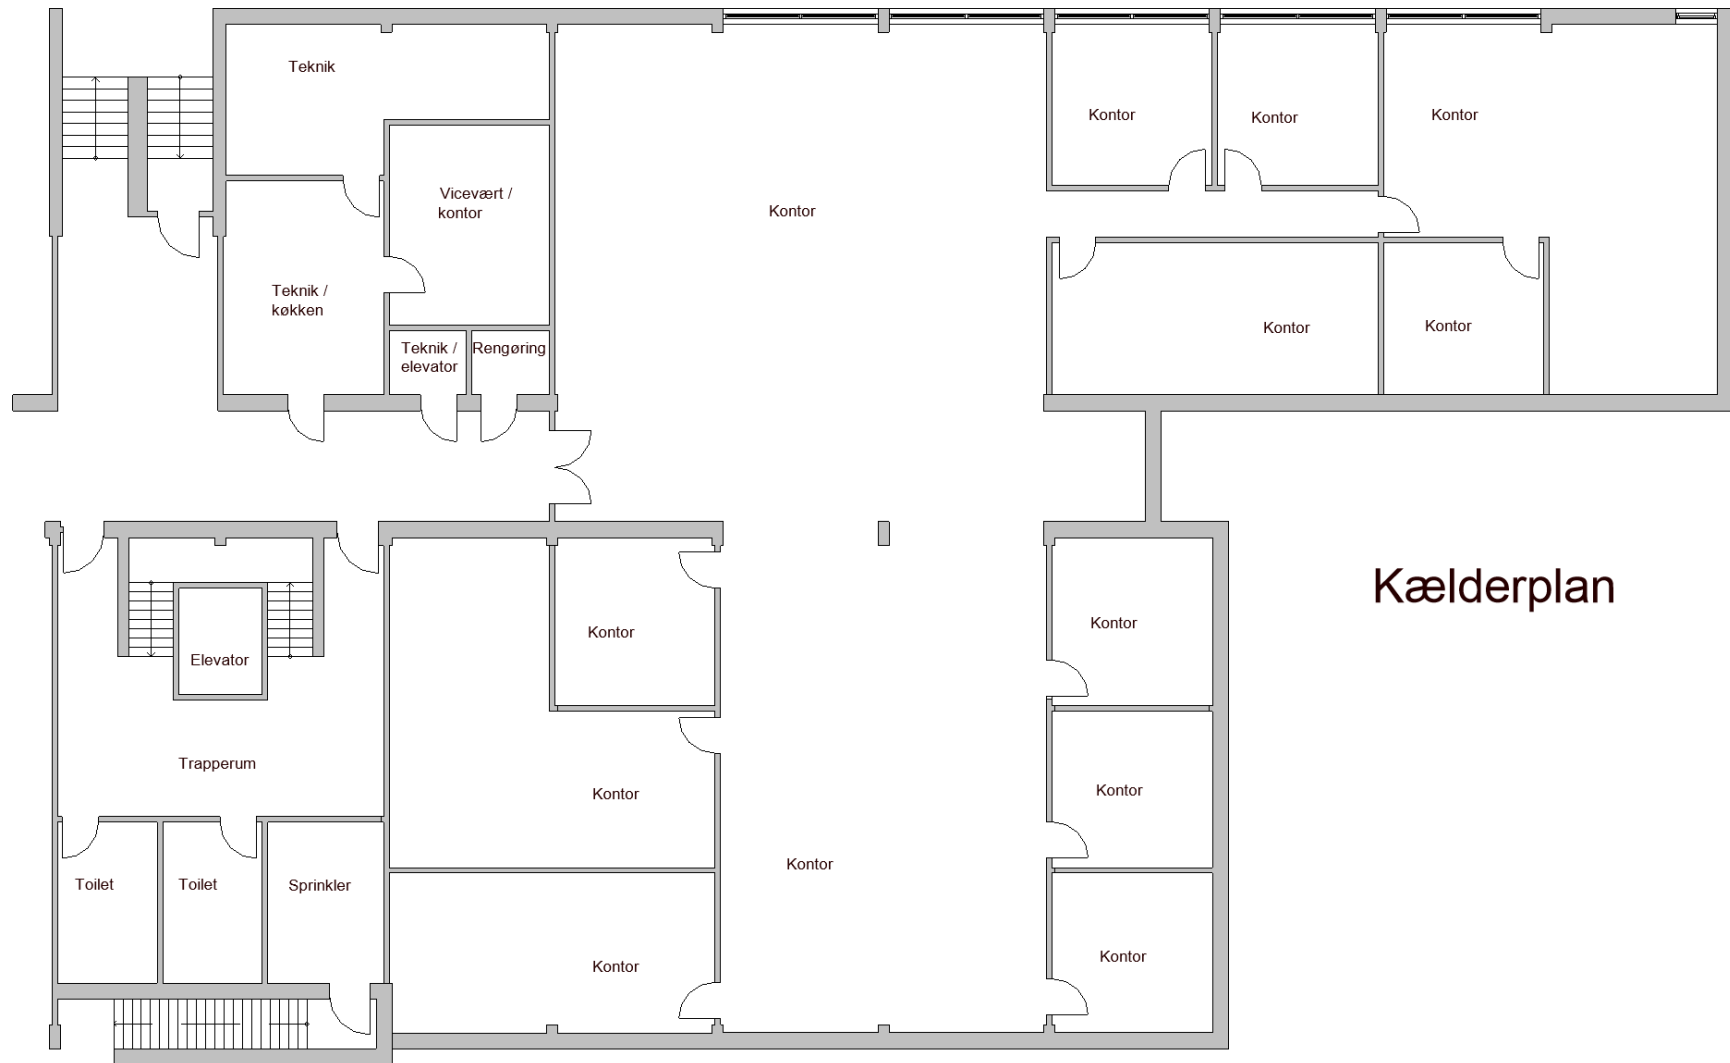 Teknik
Kontor
Kontor
Kontor
Vicevært /
kontor
Kontor
Teknik /
køkken
Kontor
Kontor
Teknik /
elevator
Rengøring
Kælderplan
Kontor
Kontor
Elevator
Trapperum
Kontor
Kontor
Kontor
Toilet
Toilet
Sprinkler
Kontor
Kontor